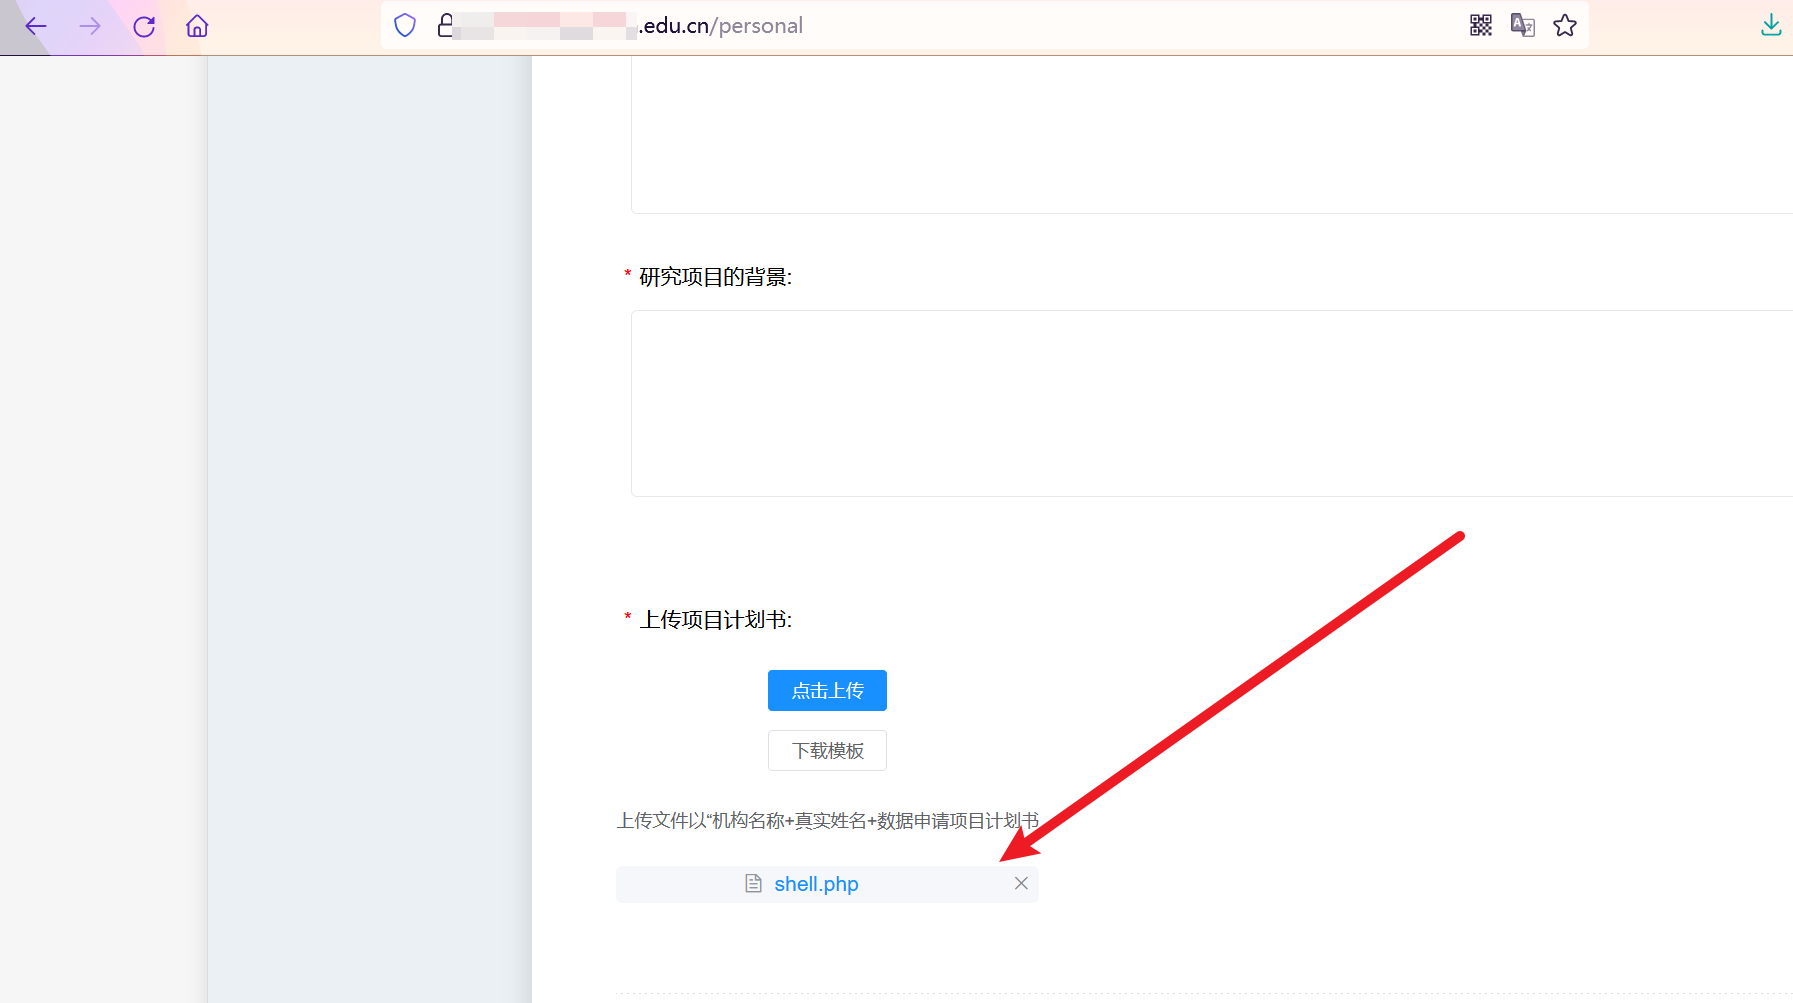 .edu.cn/personal
* 研究项目的背景:
* 上传项目计划书:
点击上传
下载模板
上传文件以“机构名称+真实姓名+数据申请项目计划书
shell.php